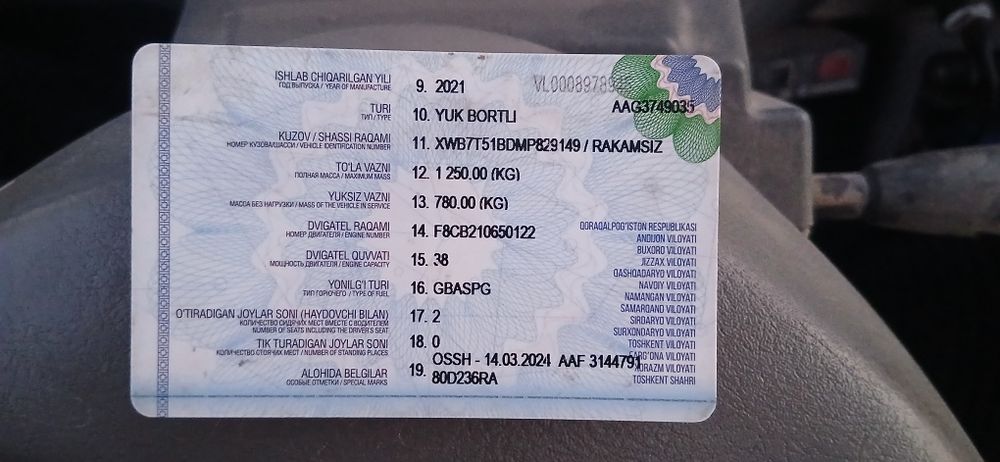 VL000897894
AAG3749035
ISHLAB CHIQARILGAN YILI 9. 2021
ГОД ВЫПУСКА / YEAR OF MANUFACTURE
TURI 10. YUK BORTLI
ТИП / TYPE
KUZOV / SHASSI RAQAMI 11. XWB7T51BDMP829149 / RAKAMSIZ
НОМЕР КУЗОВА/ШАССИ / VEHICLE IDENTIFICATION NUMBER
TO'LA VAZNI 12. 1 250.00 (KG)
ПОЛНАЯ МАССА / MAXIMUM MASS
YUKSIZ VAZNI 13. 780.00 (KG)
МАССА БЕЗ НАГРУЗКИ / MASS OF THE VEHICLE IN SERVICE
DVIGATEL RAQAMI 14. F8CB210650122
НОМЕР ДВИГАТЕЛЯ / ENGINE NUMBER
DVIGATEL QUVVATI 15. 38
МОЩНОСТЬ ДВИГАТЕЛЯ / ENGINE CAPACITY
YONILG'I TURI 16. GBASPG
ТИП ГОРЮЧЕГО / TYPE OF FUEL
O'TIRADIGAN JOYLAR SONI (HAYDOVCHI BILAN) 17. 2
КОЛИЧЕСТВО СИДЯЧИХ МЕСТ ВМЕСТЕ С ВОДИТЕЛЕМ
NUMBER OF SEATS INCLUDING THE DRIVER'S SEAT
TIK TURADIGAN JOYLAR SONI 18. 0
КОЛИЧЕСТВО СТОЯЧИХ МЕСТ / NUMBER OF STANDING PLACES
ALOHIDA BELGILAR 19. OSSH - 14.03.2024 AAF 3144791
ОСОБЫЕ ОТМЕТКИ / SPECIAL MARKS 80D236RA
QORAQALPOG'ISTON RESPUBLIKASI
ANDIJON VILOYATI
BUXORO VILOYATI
JIZZAX VILOYATI
QASHQADARYO VILOYATI
NAVOIY VILOYATI
NAMANGAN VILOYATI
SAMARQAND VILOYATI
SIRDARYO VILOYATI
SURXONDARYO VILOYATI
TOSHKENT VILOYATI
FARG'ONA VILOYATI
XORAZM VILOYATI
TOSHKENT SHAHRI